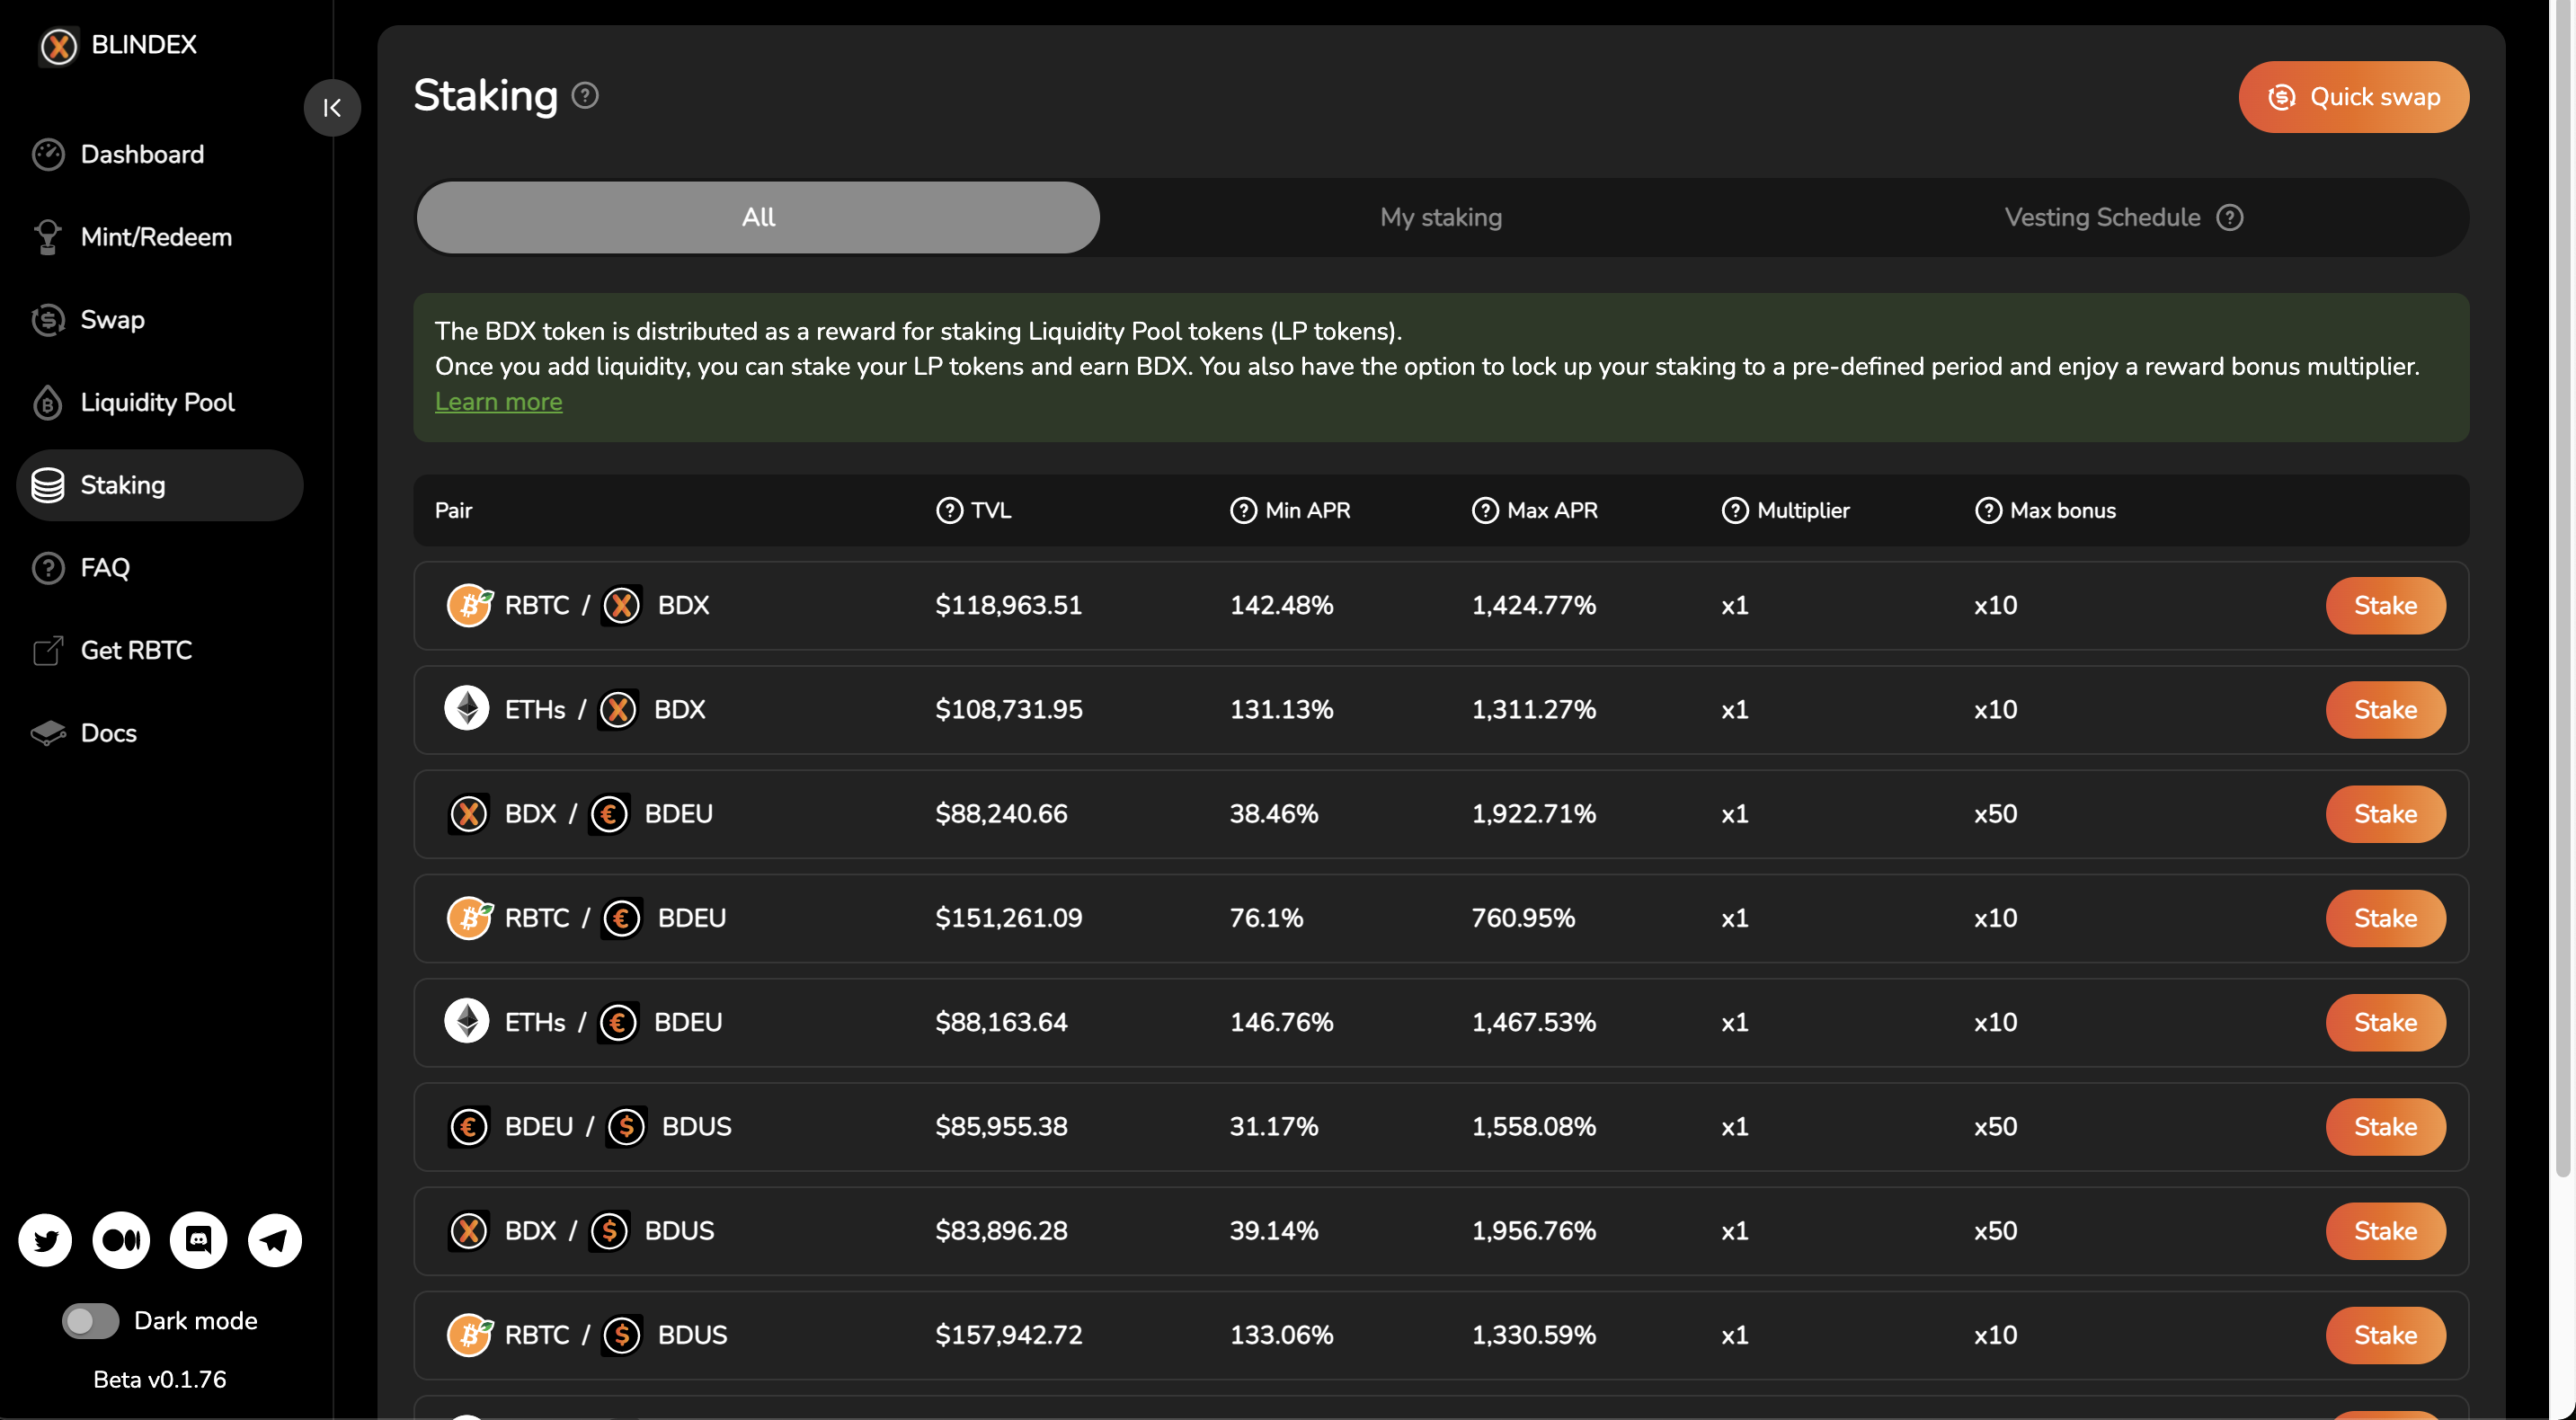 BLINDEX
Dashboard
Mint/Redeem
Swap
Liquidity Pool
Staking
FAQ
Get RBTC
Docs
Dark mode
Beta v0.1.76
Staking
Quick swap
All
My staking
Vesting Schedule
The BDX token is distributed as a reward for staking Liquidity Pool tokens (LP tokens).
Once you add liquidity, you can stake your LP tokens and earn BDX. You also have the option to lock up your staking to a pre-defined period and enjoy a reward bonus multiplier.
Learn more
Pair TVL Min APR Max APR Multiplier Max bonus
RBTC / BDX $118,963.51 142.48% 1,424.77% x1 x10 Stake
ETHs / BDX $108,731.95 131.13% 1,311.27% x1 x10 Stake
BDX / BDEU $88,240.66 38.46% 1,922.71% x1 x50 Stake
RBTC / BDEU $151,261.09 76.1% 760.95% x1 x10 Stake
ETHs / BDEU $88,163.64 146.76% 1,467.53% x1 x10 Stake
BDEU / BDUS $85,955.38 31.17% 1,558.08% x1 x50 Stake
BDX / BDUS $83,896.28 39.14% 1,956.76% x1 x50 Stake
RBTC / BDUS $157,942.72 133.06% 1,330.59% x1 x10 Stake